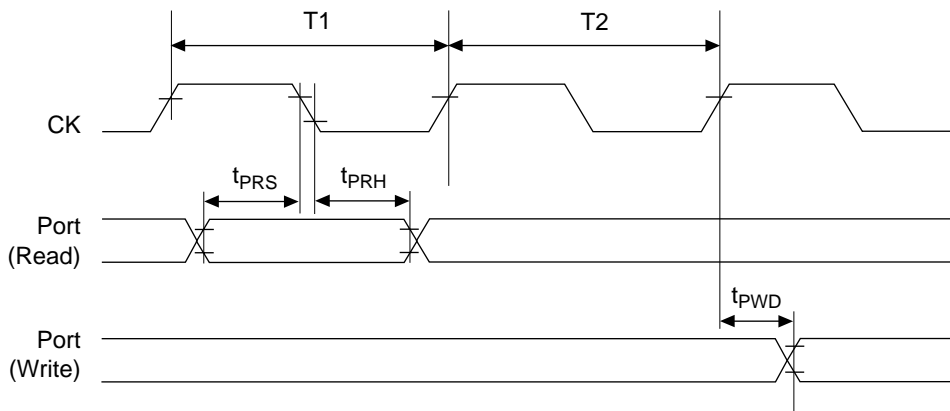 T1 T2
CK
tPRS tPRH
Port
(Read)
tPWD
Port
(Write)